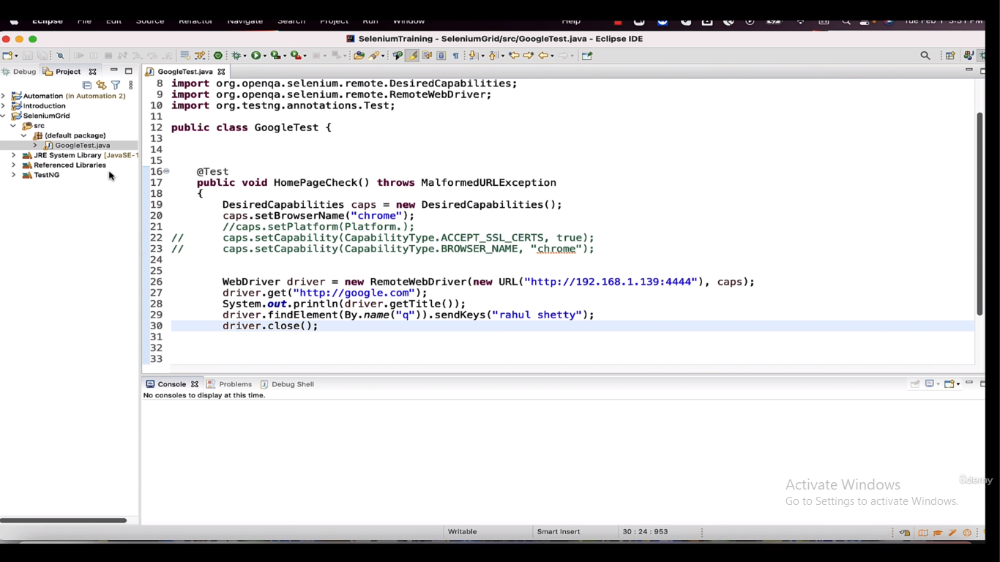 Eclipse File Edit Source Refactor Navigate Search Project Run Window Help Tue Feb 1 3:31 PM
SeleniumTraining - SeleniumGrid/src/GoogleTest.java - Eclipse IDE
Debug Project GoogleTest.java
Automation (in Automation 2)
Introduction
SeleniumGrid
src
(default package)
GoogleTest.java
JRE System Library [JavaSE-1
Referenced Libraries
TestNG
8 import org.openqa.selenium.remote.DesiredCapabilities;
9 import org.openqa.selenium.remote.RemoteWebDriver;
10 import org.testng.annotations.Test;
11
12 public class GoogleTest {
13
14
15
16 @Test
17 public void HomePageCheck() throws MalformedURLException
18 {
19 DesiredCapabilities caps = new DesiredCapabilities();
20 caps.setBrowserName("chrome");
21 //caps.setPlatform(Platform.);
22 // caps.setCapability(CapabilityType.ACCEPT_SSL_CERTS, true);
23 // caps.setCapability(CapabilityType.BROWSER_NAME, "chrome");
24
25
26 WebDriver driver = new RemoteWebDriver(new URL("http://192.168.1.139:4444"), caps);
27 driver.get("http://google.com");
28 System.out.println(driver.getTitle());
29 driver.findElement(By.name("q")).sendKeys("rahul shetty");
30 driver.close();
31
32
33
Console Problems Debug Shell
No consoles to display at this time.
Activate Windows
Go to Settings to activate Windows.
ûdemy
Writable Smart Insert 30 : 24 : 953